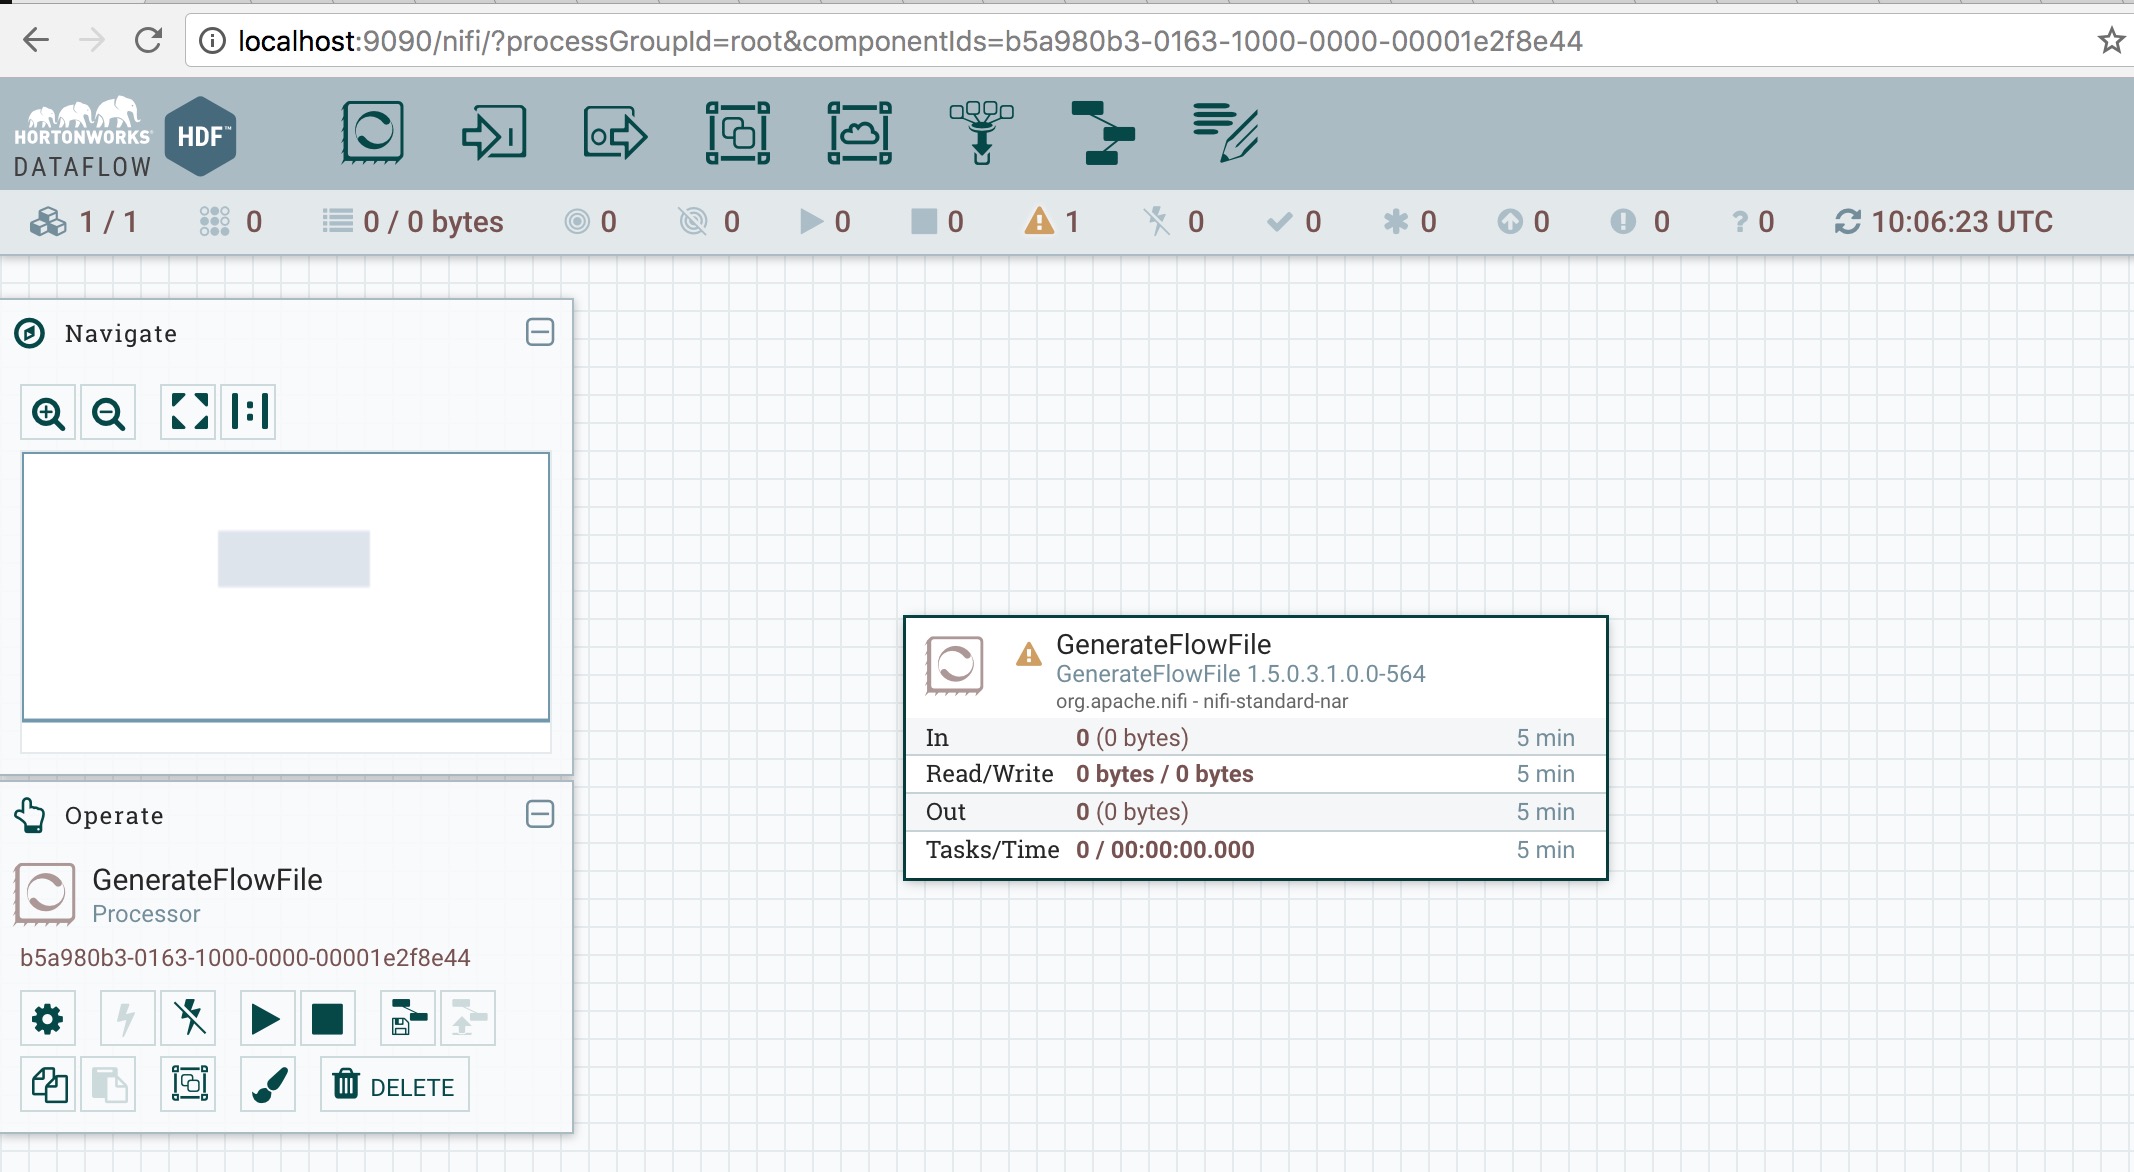 localhost:9090/nifi/?processGroupId=root&componentIds=b5a980b3-0163-1000-0000-00001e2f8e44
HORTONWORKS
DATAFLOW
HDF™
1 / 1 0 0 / 0 bytes 0 0 0 0 1 0 0 0 0 0 ? 0 10:06:23 UTC
Navigate
GenerateFlowFile
GenerateFlowFile 1.5.0.3.1.0.0-564
org.apache.nifi - nifi-standard-nar
In 0 (0 bytes) 5 min
Read/Write 0 bytes / 0 bytes 5 min
Out 0 (0 bytes) 5 min
Tasks/Time 0 / 00:00:00.000 5 min
Operate
GenerateFlowFile
Processor
b5a980b3-0163-1000-0000-00001e2f8e44
DELETE